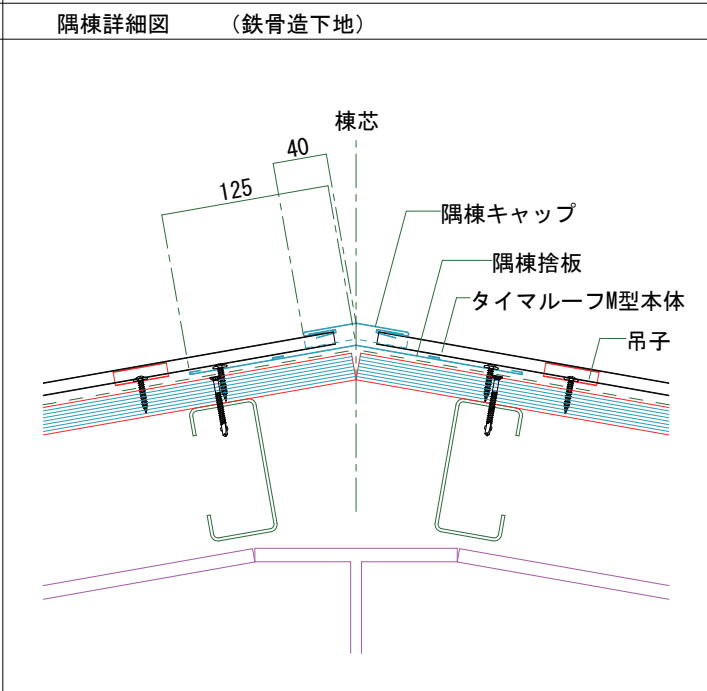 隅棟詳細図　　（鉄骨造下地）
棟芯
40
125
隅棟キャップ
隅棟捨板
タイマルーフM型本体
吊子